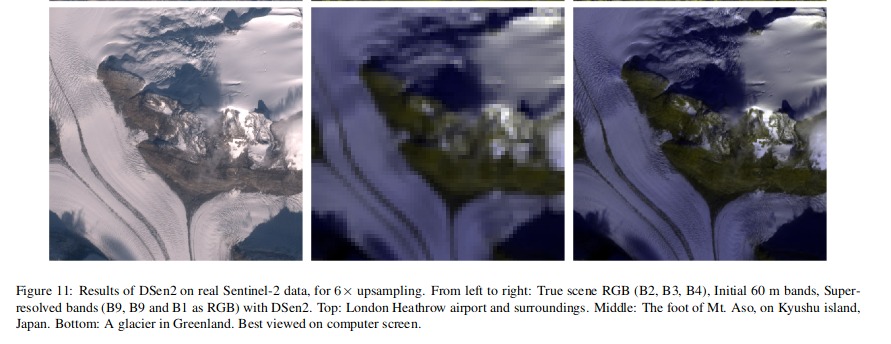 Figure 11: Results of DSen2 on real Sentinel-2 data, for 6× upsampling. From left to right: True scene RGB (B2, B3, B4), Initial 60 m bands, Super-
resolved bands (B9, B9 and B1 as RGB) with DSen2. Top: London Heathrow airport and surroundings. Middle: The foot of Mt. Aso, on Kyushu island,
Japan. Bottom: A glacier in Greenland. Best viewed on computer screen.